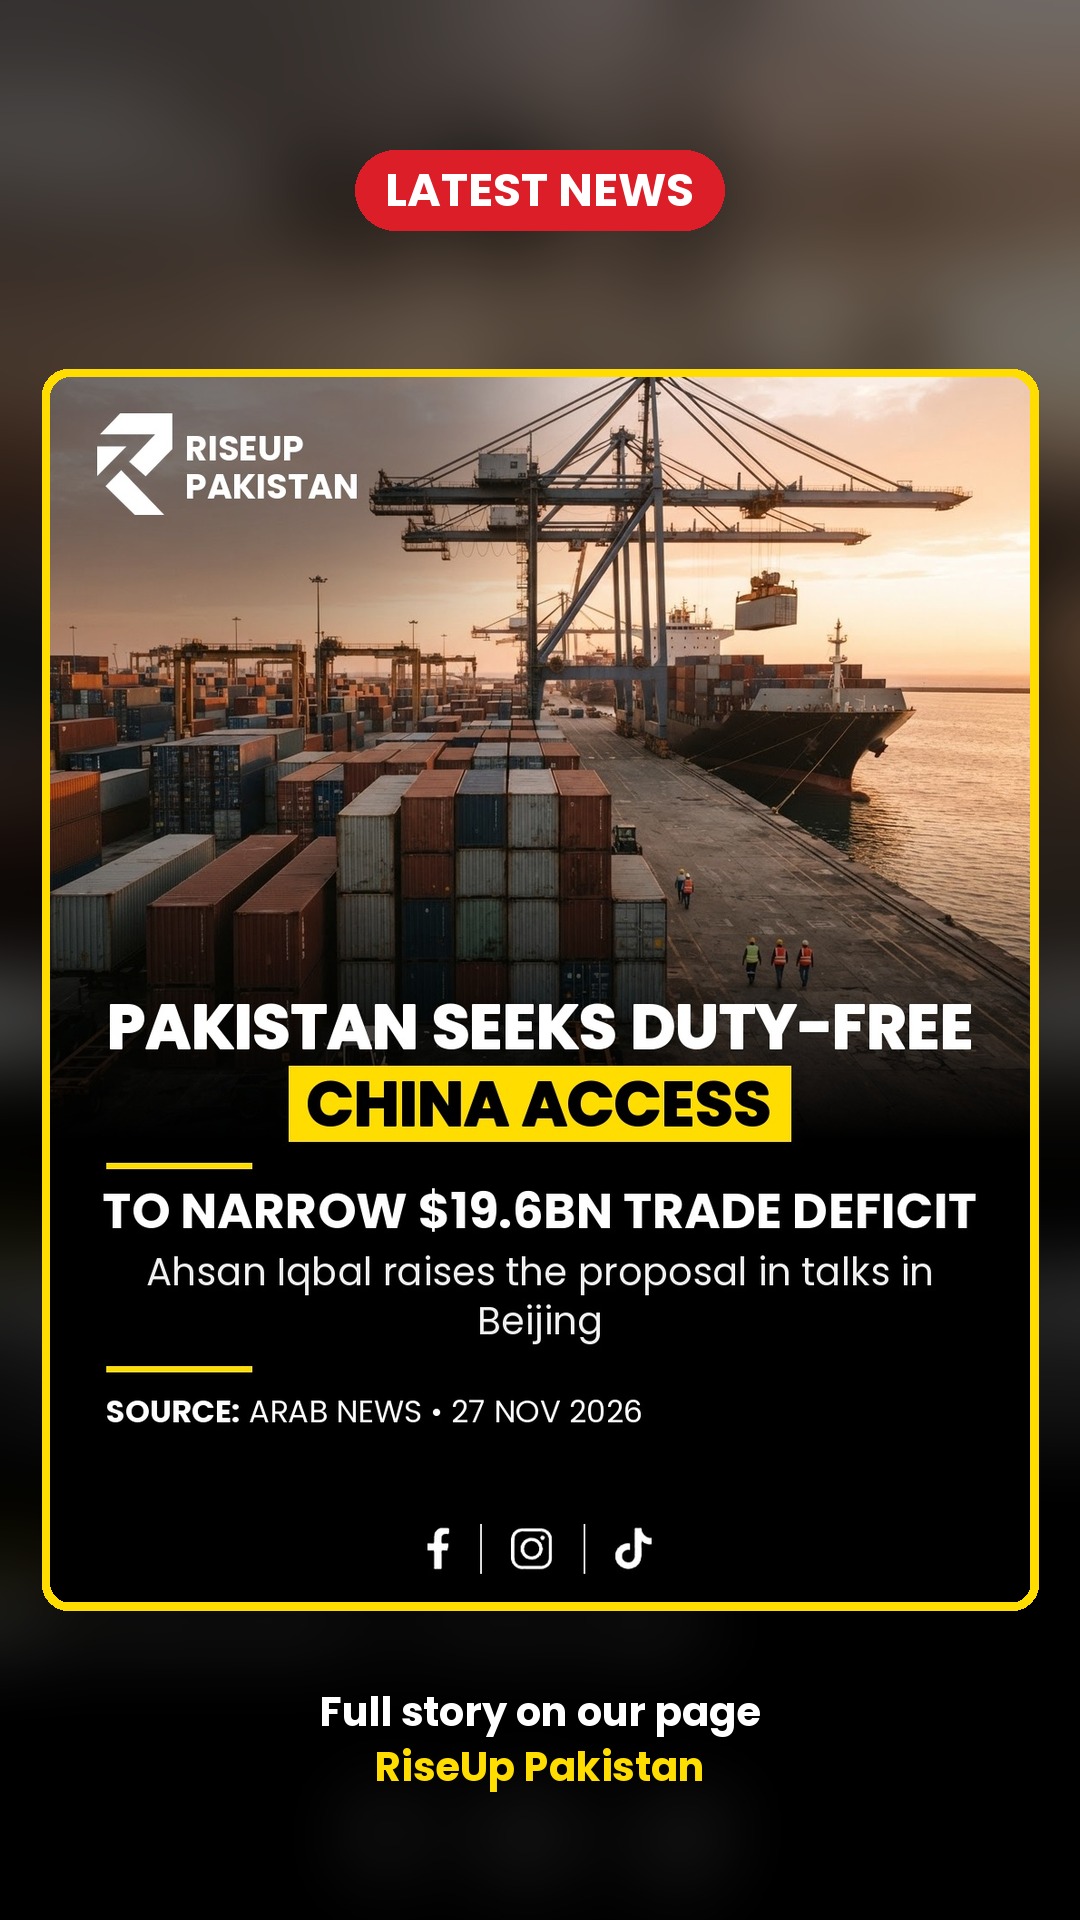 LATEST NEWS
RISEUP
PAKISTAN
PAKISTAN SEEKS DUTY-FREE
CHINA ACCESS
TO NARROW $19.6BN TRADE DEFICIT
Ahsan Iqbal raises the proposal in talks in
Beijing
SOURCE: ARAB NEWS • 27 NOV 2026
Full story on our page
RiseUp Pakistan